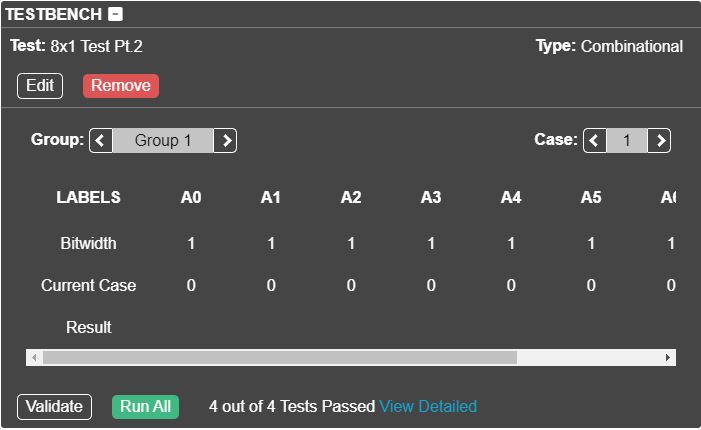 TESTBENCH
Test: 8x1 Test Pt.2 Type: Combinational
Edit Remove
Group: Group 1 Case: 1
LABELS A0 A1 A2 A3 A4 A5
Bitwidth 1 1 1 1 1 1 1
Current Case 0 0 0 0 0 0 0
Result
Validate Run All 4 out of 4 Tests Passed View Detailed